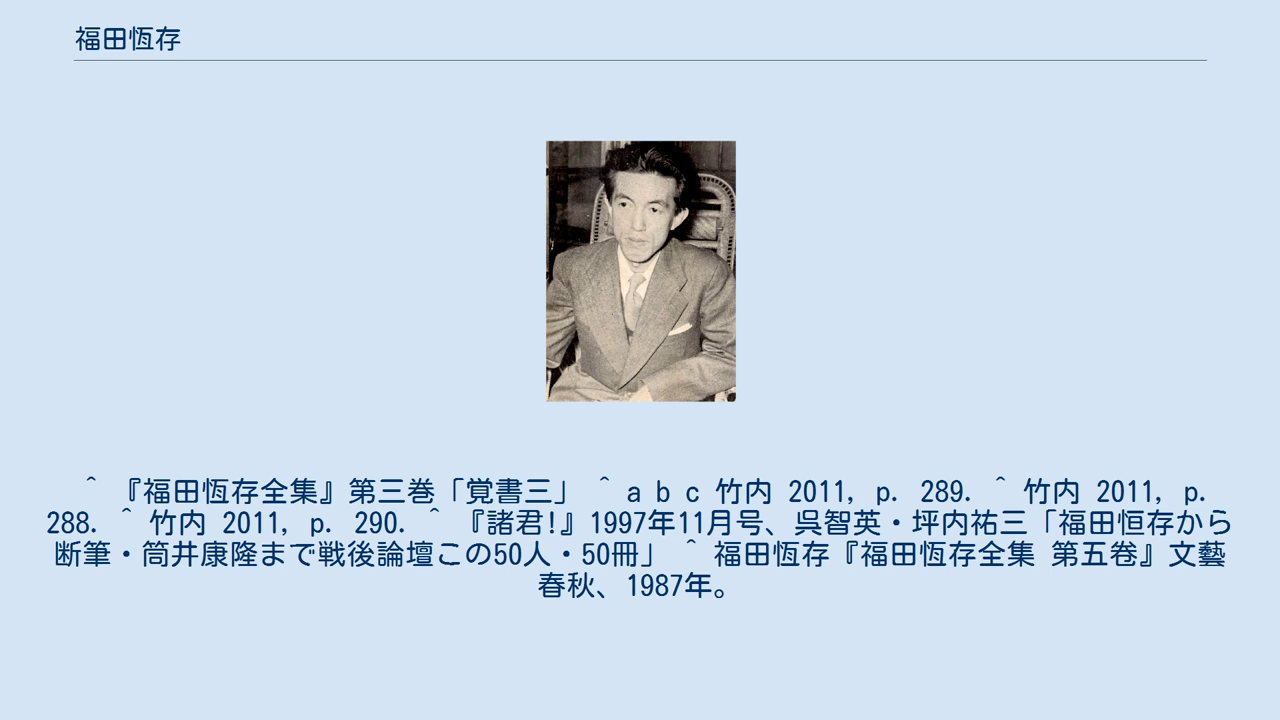 福田恆存
^ 『福田恆存全集』第三巻「覚書三」 ^ a b c 竹内 2011, p. 289. ^ 竹内 2011, p.
288. ^ 竹内 2011, p. 290. ^ 『諸君!』1997年11月号、呉智英・坪内祐三「福田恒存から
断筆・筒井康隆まで戦後論壇この50人・50冊」 ^ 福田恆存『福田恆存全集 第五卷』文藝
春秋、1987年。